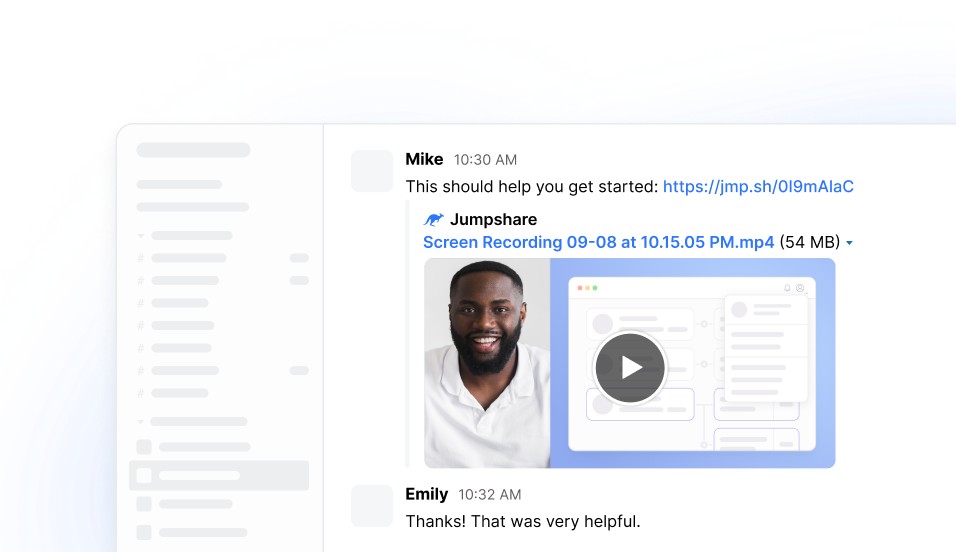 Mike 10:30 AM
This should help you get started: https://jmp.sh/0I9mAlaC
Jumpshare
Screen Recording 09-08 at 10.15.05 PM.mp4 (54 MB)
Emily 10:32 AM
Thanks! That was very helpful.